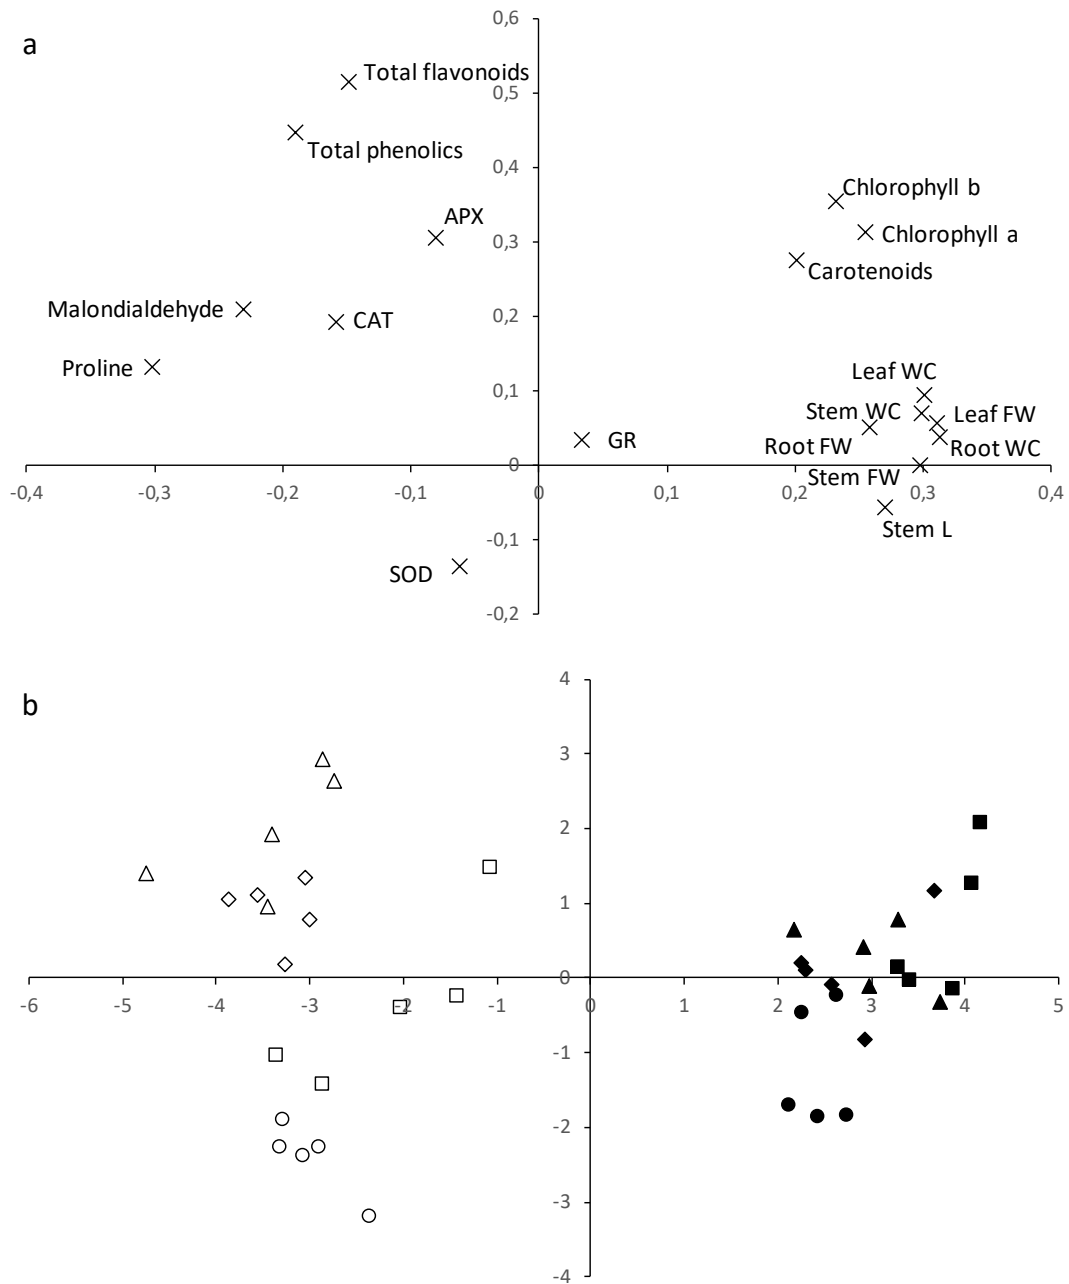 a
0,6
Total flavonoids
0,5
Total phenolics
0,4
Chlorophyll b
APX
0,3
Chlorophyll a
Carotenoids
Malondialdehyde
CAT
0,2
Proline
Leaf WC
0,1
Stem WC
Leaf FW
GR
Root FW
Root WC
0
Stem FW
-0,4 -0,3 -0,2 -0,1 0 0,1 0,2 0,3 0,4
Stem L
-0,1
SOD
-0,2
b
4
3
2
1
0
-6 -5 -4 -3 -2 -1 0 1 2 3 4 5
-1
-2
-3
-4